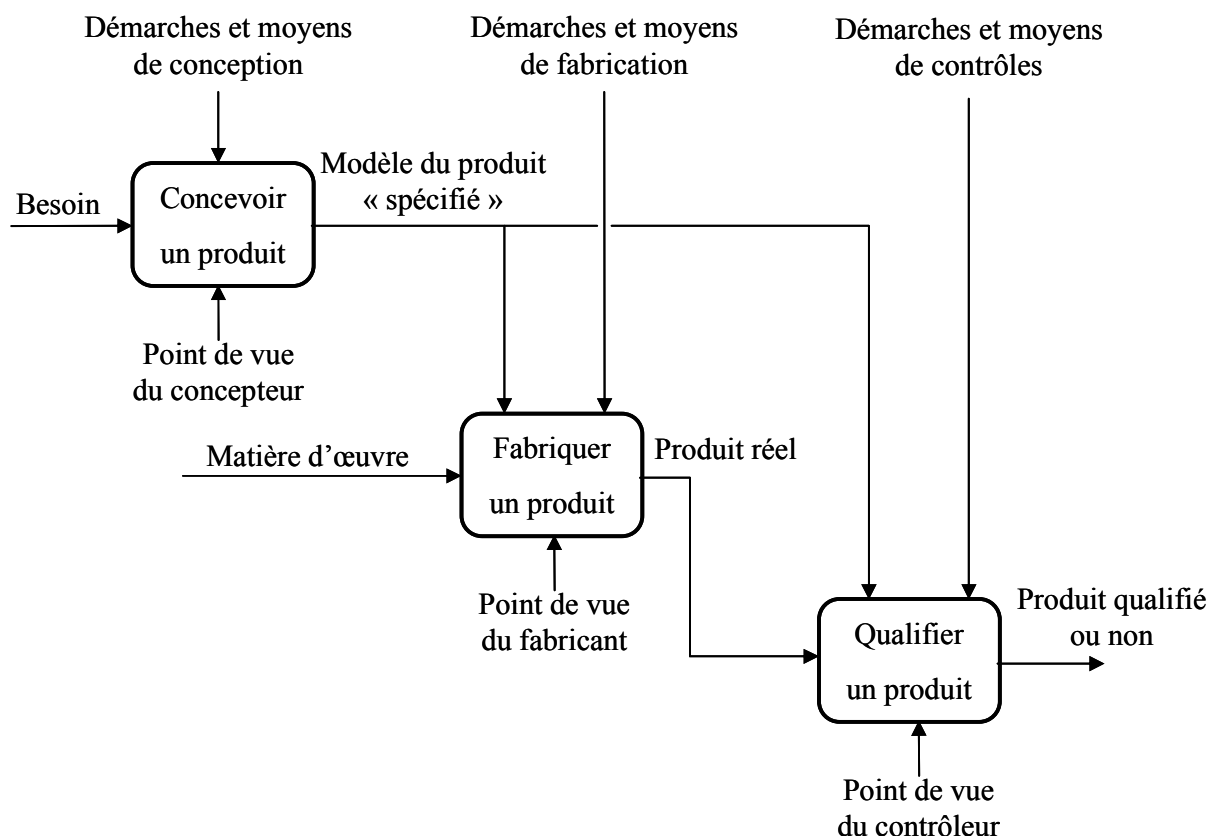 Démarches et moyens
de conception
Démarches et moyens
de fabrication
Démarches et moyens
de contrôles
Besoin
Concevoir
un produit
Modèle du produit
« spécifié »
Point de vue
du concepteur
Matière d’œuvre
Fabriquer
un produit
Produit réel
Point de vue
du fabricant
Qualifier
un produit
Produit qualifié
ou non
Point de vue
du contrôleur